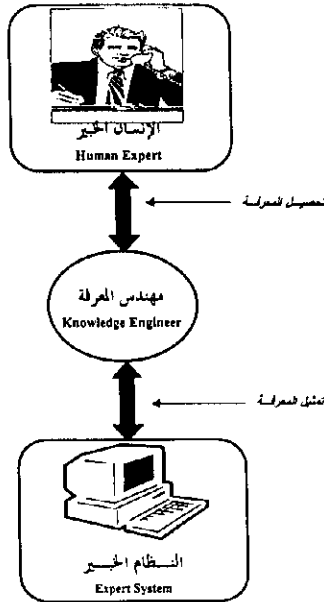 الإنسان الخبير
Human Expert
تحصيل المعرفة
مهندس المعرفة
Knowledge Engineer
تمثيل المعرفة
النظام الخبير
Expert System